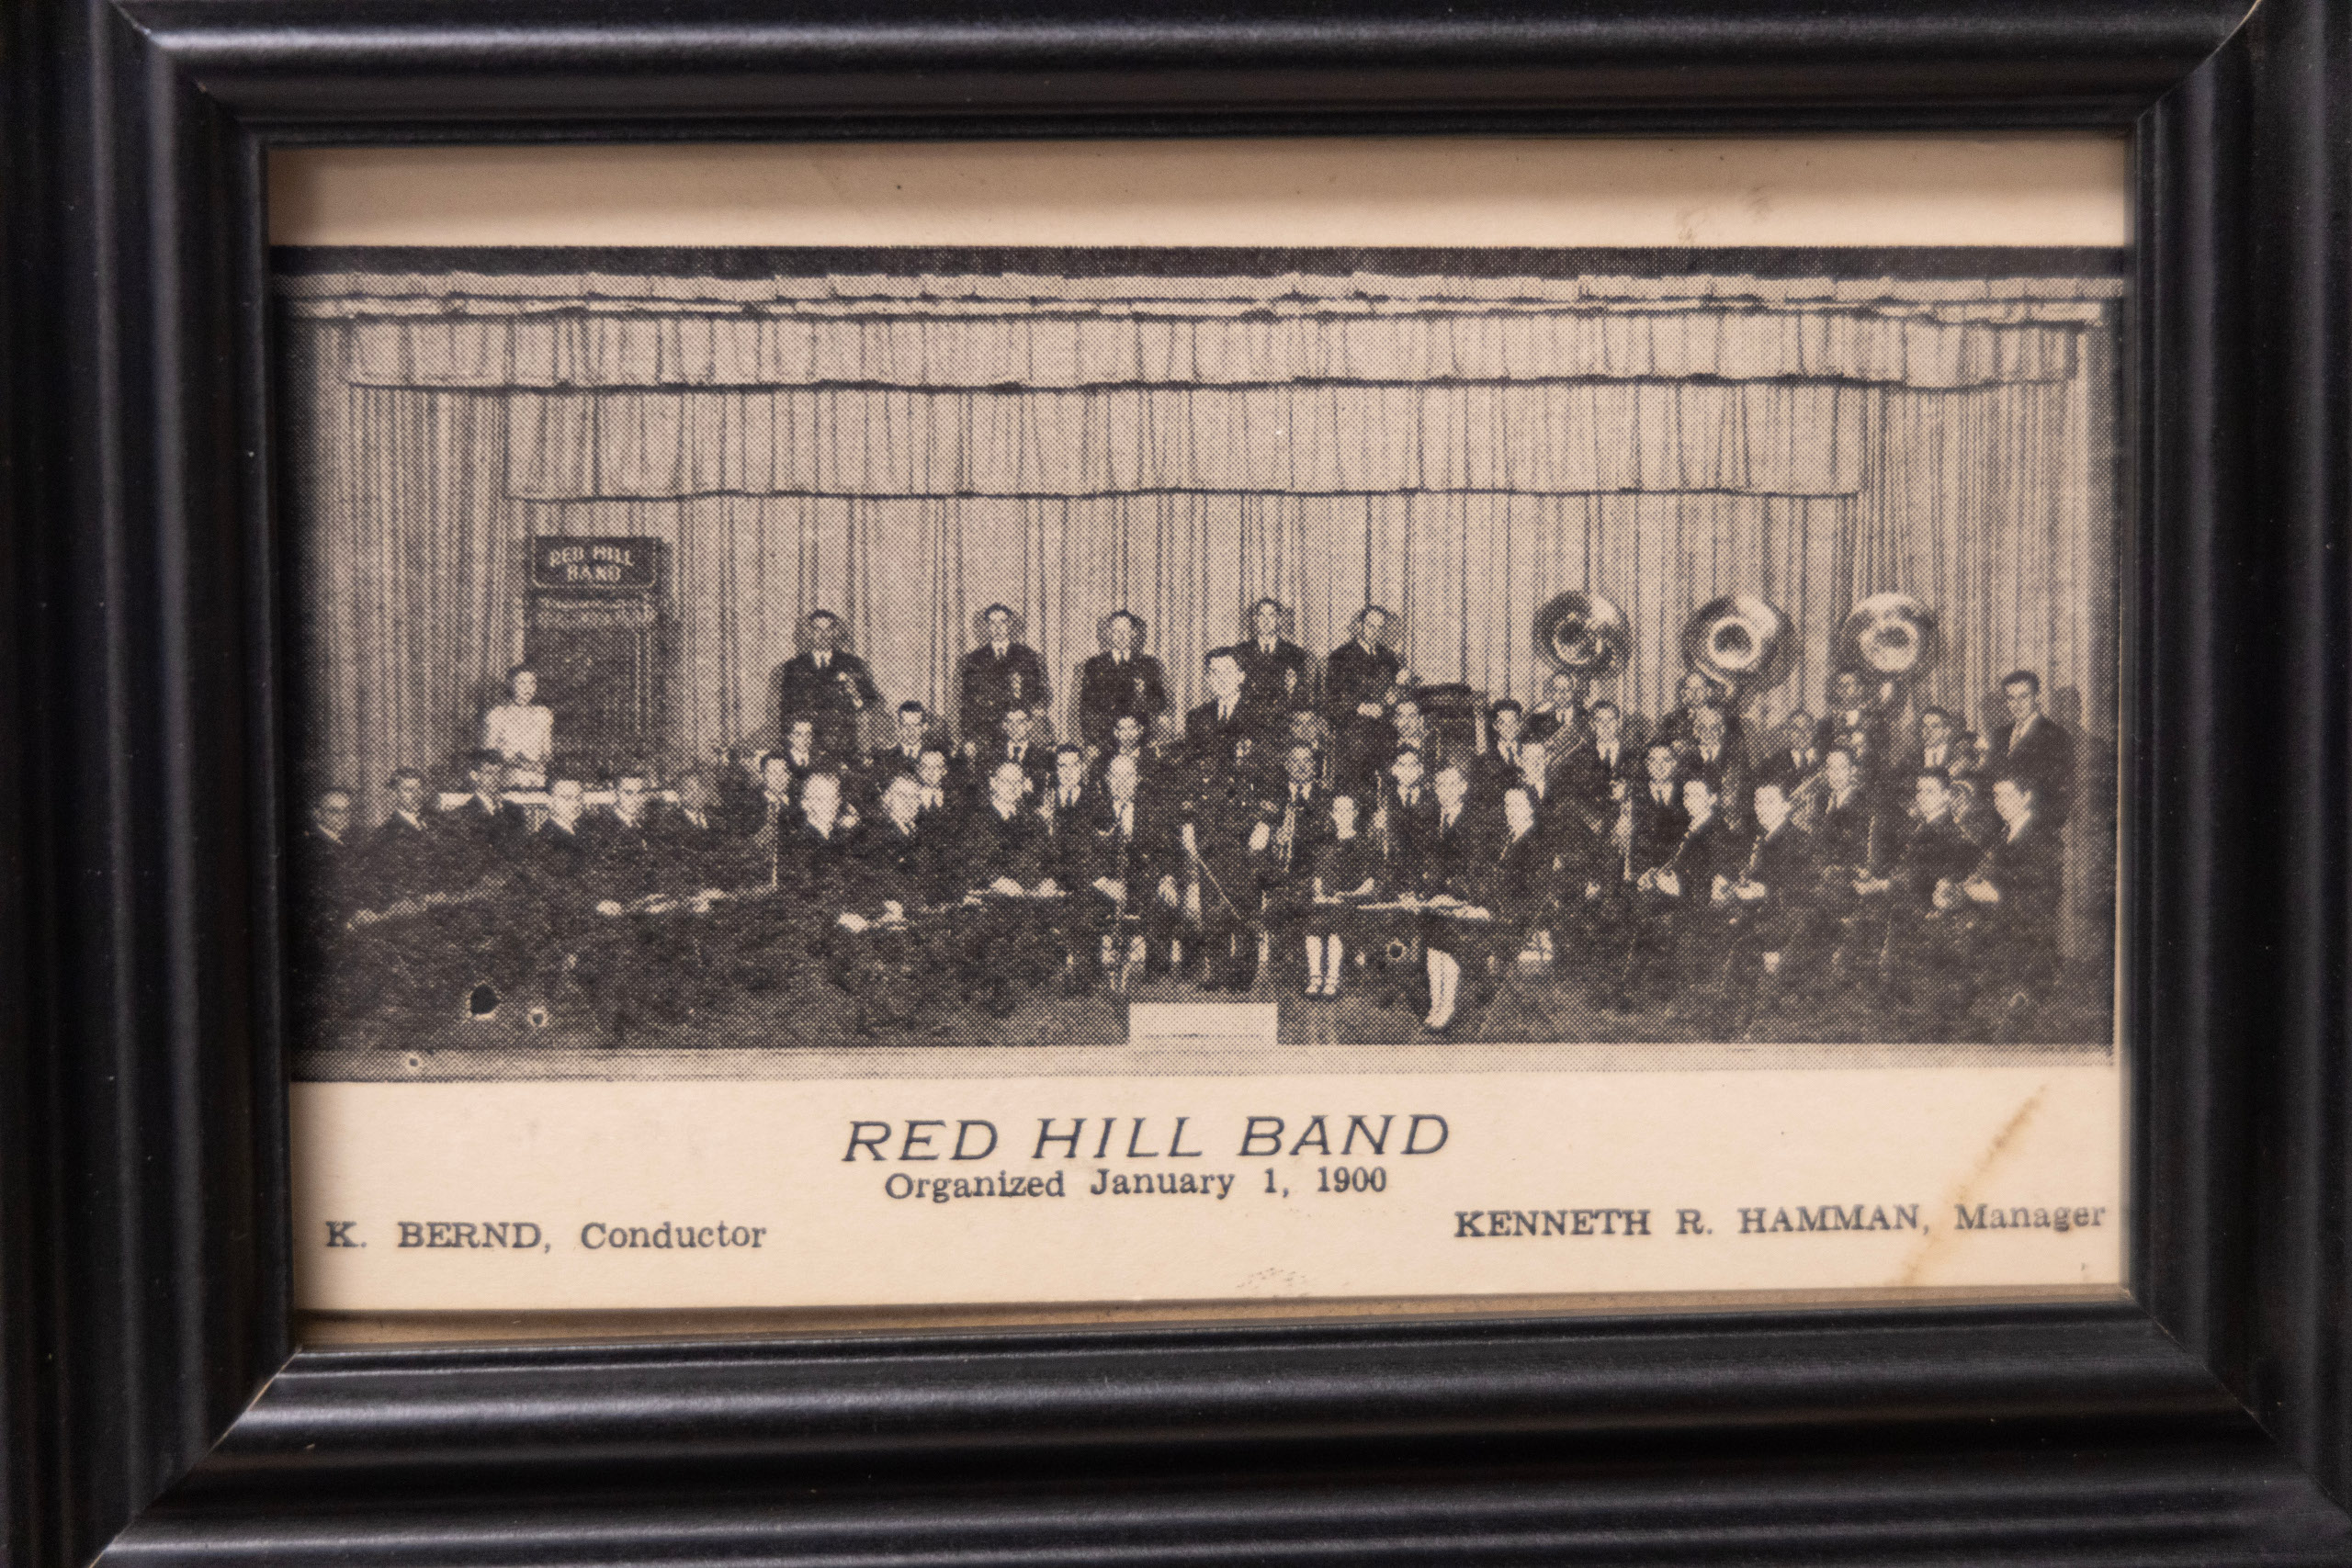 RED HILL
BAND
RED HILL BAND
Organized January 1, 1900
K. BERND, Conductor
KENNETH R. HAMMAN, Manager